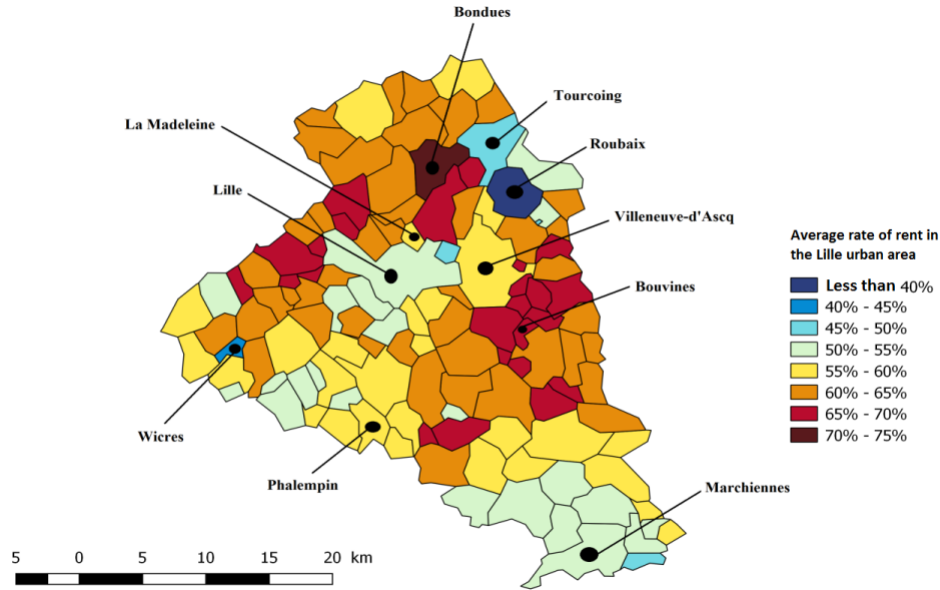 Bondues
Tourcoing
La Madeleine
Roubaix
Lille
Villeneuve-d'Ascq
Bouvines
Wicres
Phalempin
Marchiennes
Average rate of rent in
the Lille urban area
Less than 40%
40% - 45%
45% - 50%
50% - 55%
55% - 60%
60% - 65%
65% - 70%
70% - 75%
5 0 5 10 15 20 km